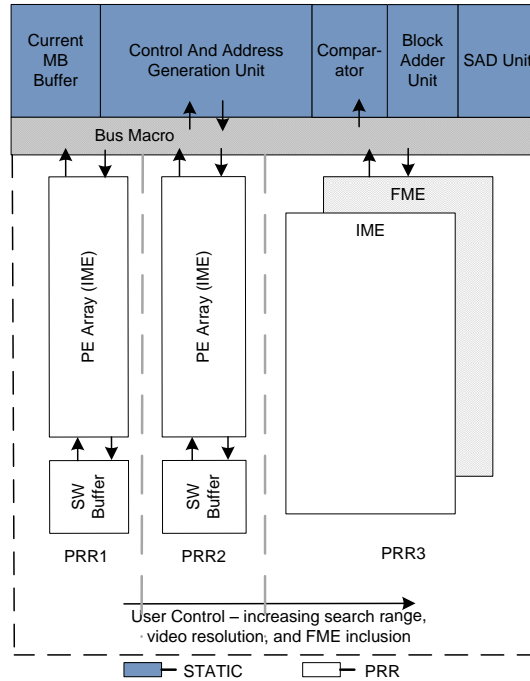 Current
MB
Buffer
Control And Address
Generation Unit
Compar-
ator
Block
Adder
Unit
SAD Unit
Bus Macro
PE Array (IME)
PE Array (IME)
FME
IME
SW
Buffer
SW
Buffer
PRR1
PRR2
PRR3
User Control – increasing search range,
video resolution, and FME inclusion
STATIC
PRR